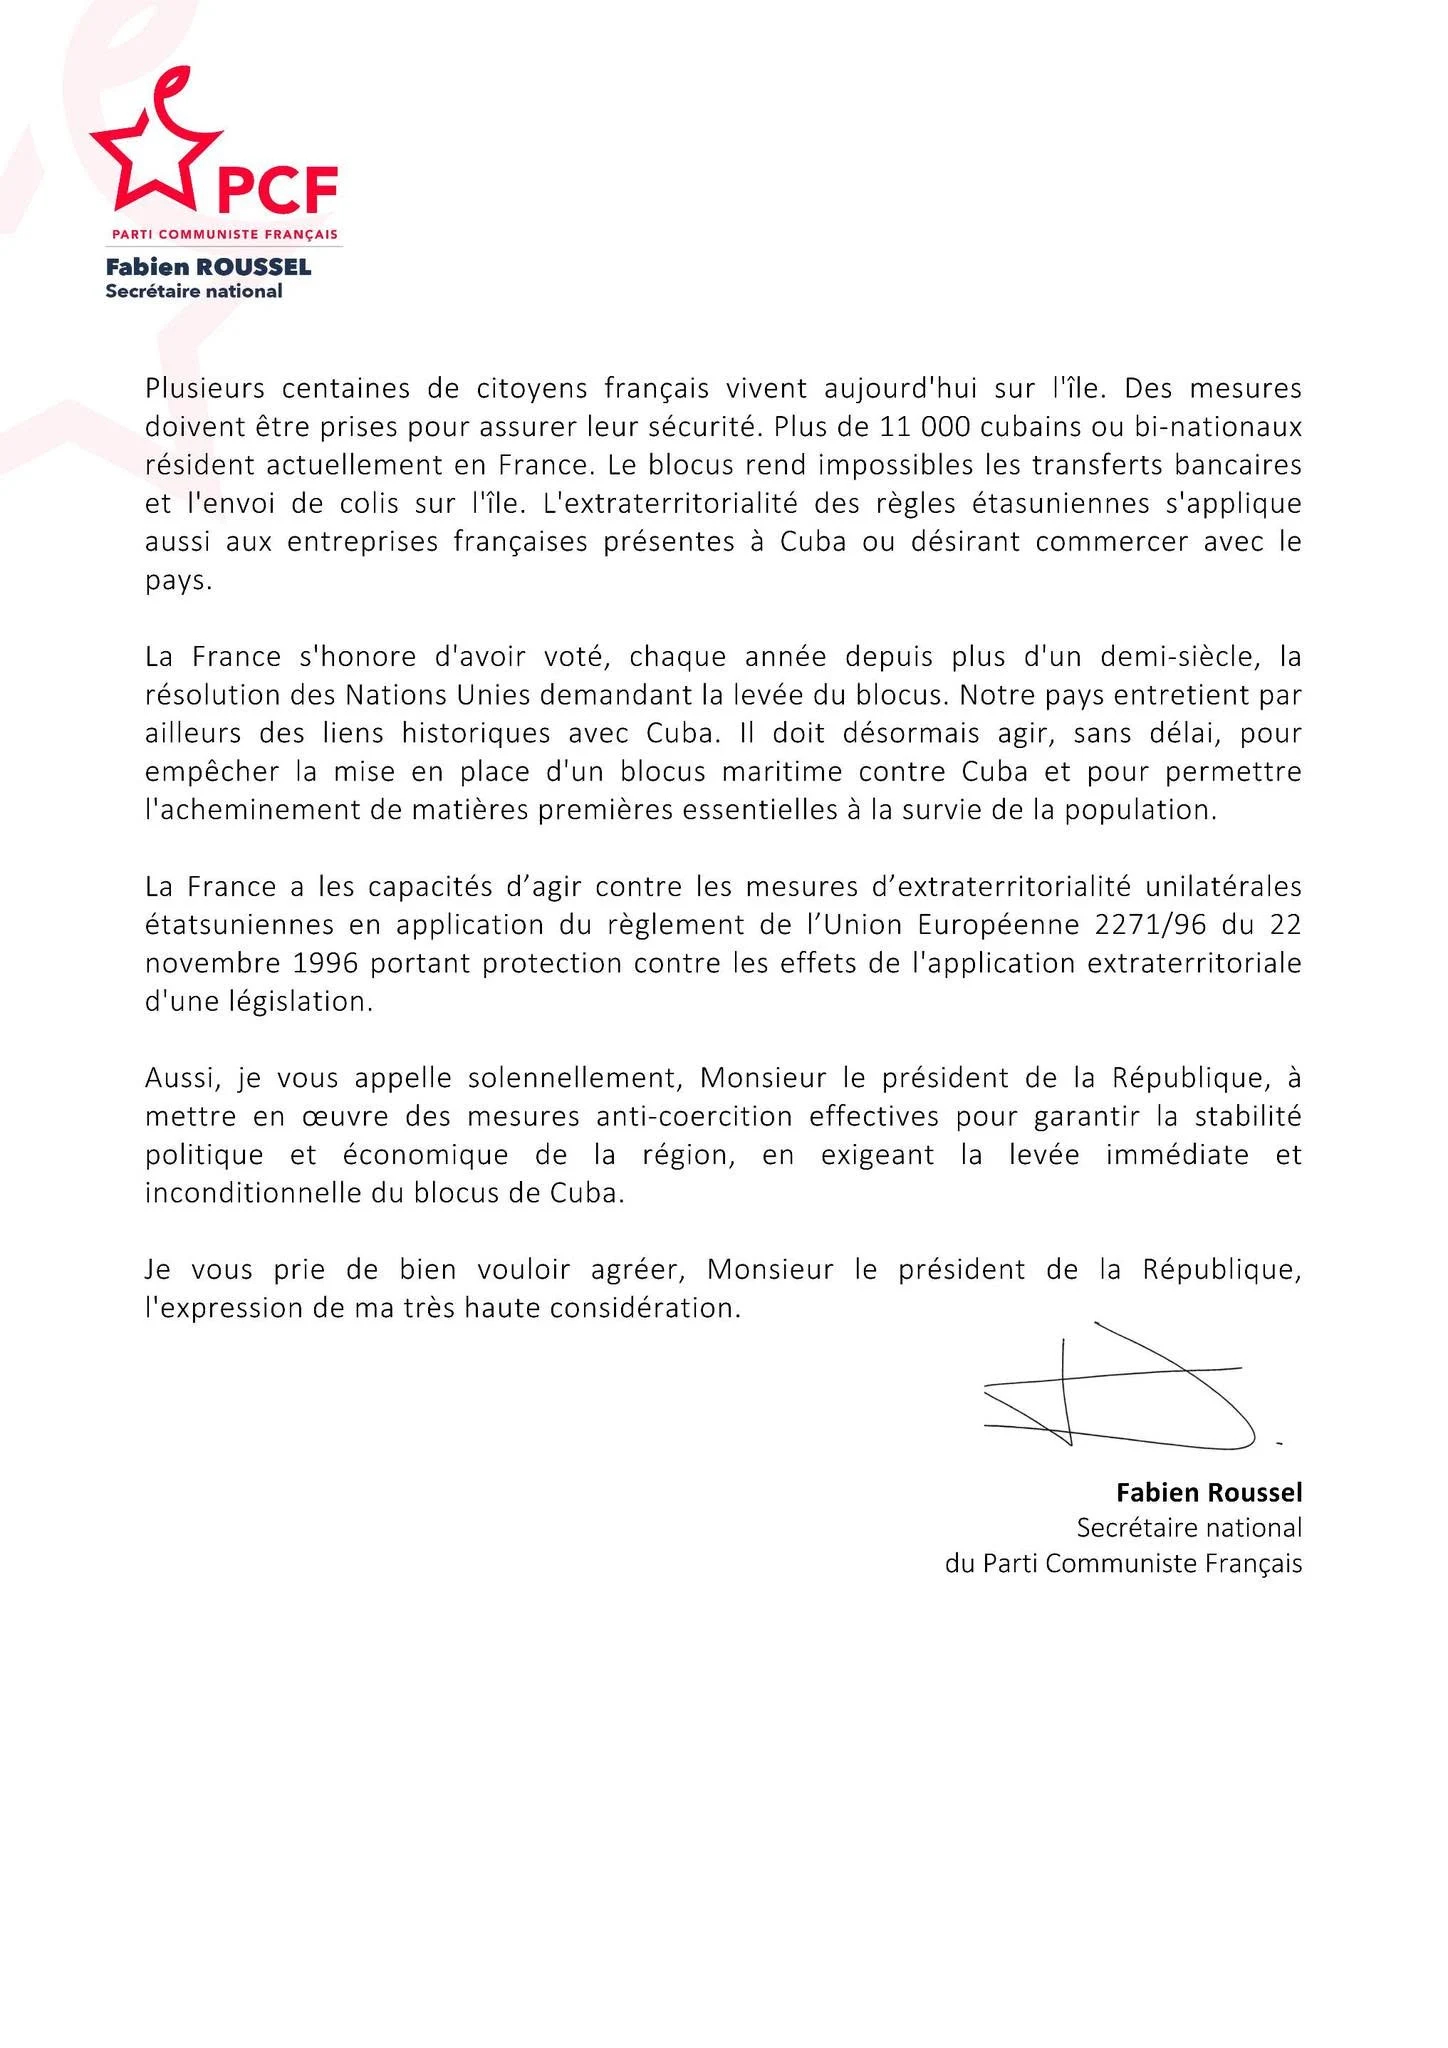 PCF
PARTI COMMUNISTE FRANÇAIS
Fabien ROUSSEL
Secrétaire national
Plusieurs centaines de citoyens français vivent aujourd'hui sur l'île. Des mesures
doivent être prises pour assurer leur sécurité. Plus de 11 000 cubains ou bi-nationaux
résident actuellement en France. Le blocus rend impossibles les transferts bancaires
et l'envoi de colis sur l'île. L'extraterritorialité des règles étasuniennes s'applique
aussi aux entreprises françaises présentes à Cuba ou désirant commercer avec le
pays.
La France s'honore d'avoir voté, chaque année depuis plus d'un demi-siècle, la
résolution des Nations Unies demandant la levée du blocus. Notre pays entretient par
ailleurs des liens historiques avec Cuba. Il doit désormais agir, sans délai, pour
empêcher la mise en place d'un blocus maritime contre Cuba et pour permettre
l'acheminement de matières premières essentielles à la survie de la population.
La France a les capacités d’agir contre les mesures d’extraterritorialité unilatérales
étatsuniennes en application du règlement de l’Union Européenne 2271/96 du 22
novembre 1996 portant protection contre les effets de l'application extraterritoriale
d'une législation.
Aussi, je vous appelle solennellement, Monsieur le président de la République, à
mettre en œuvre des mesures anti-coercition effectives pour garantir la stabilité
politique et économique de la région, en exigeant la levée immédiate et
inconditionnelle du blocus de Cuba.
Je vous prie de bien vouloir agréer, Monsieur le président de la République,
l'expression de ma très haute considération.
Fabien Roussel
Secrétaire national
du Parti Communiste Français